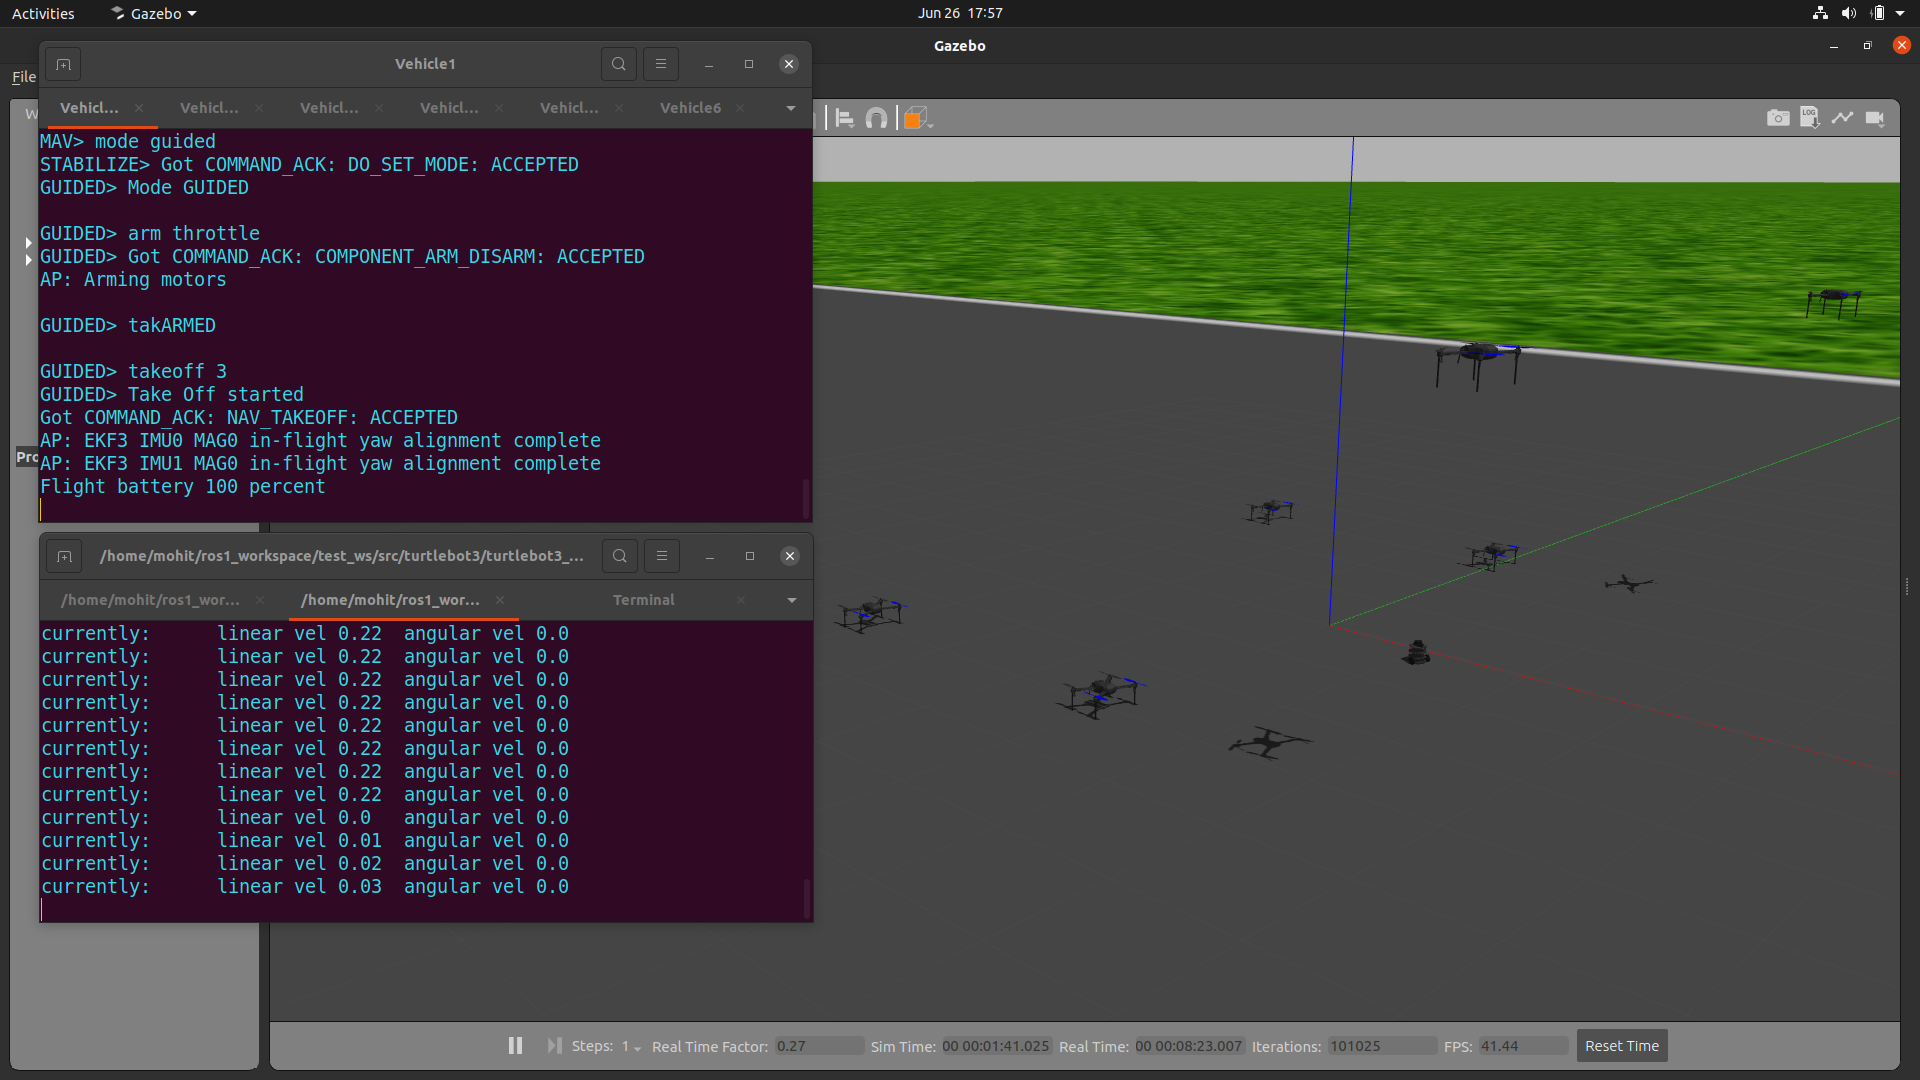 Activities
Gazebo
Jun 26 17:57
Gazebo
File
W
Vehicle1
Vehicl...
Vehicl...
Vehicl...
Vehicl...
Vehicl...
Vehicle6
MAV> mode guided
STABILIZE> Got COMMAND_ACK: DO_SET_MODE: ACCEPTED
GUIDED> Mode GUIDED
GUIDED> arm throttle
GUIDED> Got COMMAND_ACK: COMPONENT_ARM_DISARM: ACCEPTED
AP: Arming motors
GUIDED> takARMED
GUIDED> takeoff 3
GUIDED> Take Off started
Got COMMAND_ACK: NAV_TAKEOFF: ACCEPTED
AP: EKF3 IMU0 MAG0 in-flight yaw alignment complete
AP: EKF3 IMU1 MAG0 in-flight yaw alignment complete
Flight battery 100 percent
Pro
LOG
/home/mohit/ros1_workspace/test_ws/src/turtlebot3/turtlebot3_...
/home/mohit/ros1_wor...
/home/mohit/ros1_wor...
Terminal
currently: linear vel 0.22 angular vel 0.0
currently: linear vel 0.22 angular vel 0.0
currently: linear vel 0.22 angular vel 0.0
currently: linear vel 0.22 angular vel 0.0
currently: linear vel 0.22 angular vel 0.0
currently: linear vel 0.22 angular vel 0.0
currently: linear vel 0.22 angular vel 0.0
currently: linear vel 0.22 angular vel 0.0
currently: linear vel 0.0 angular vel 0.0
currently: linear vel 0.01 angular vel 0.0
currently: linear vel 0.02 angular vel 0.0
currently: linear vel 0.03 angular vel 0.0
Steps: 1 Real Time Factor: 0.27 Sim Time: 00 00:01:41.025 Real Time: 00 00:08:23.007 Iterations: 101025 FPS: 41.44 Reset Time